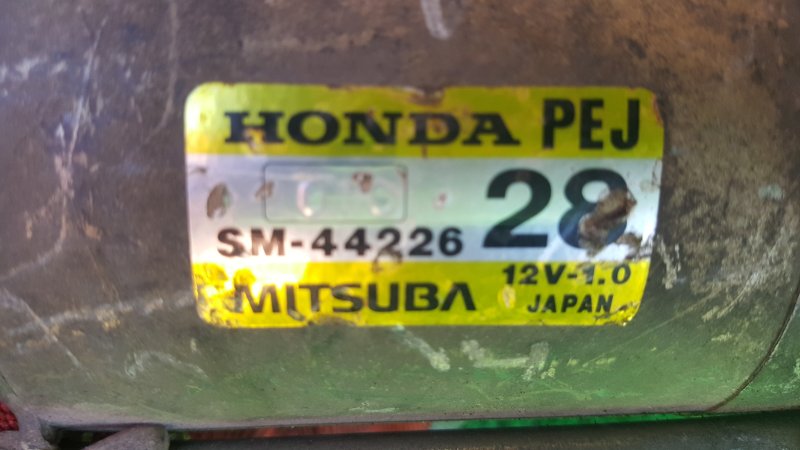 HONDA PEJ
28
SM-44226
12V-1.0
MITSUBA
JAPAN